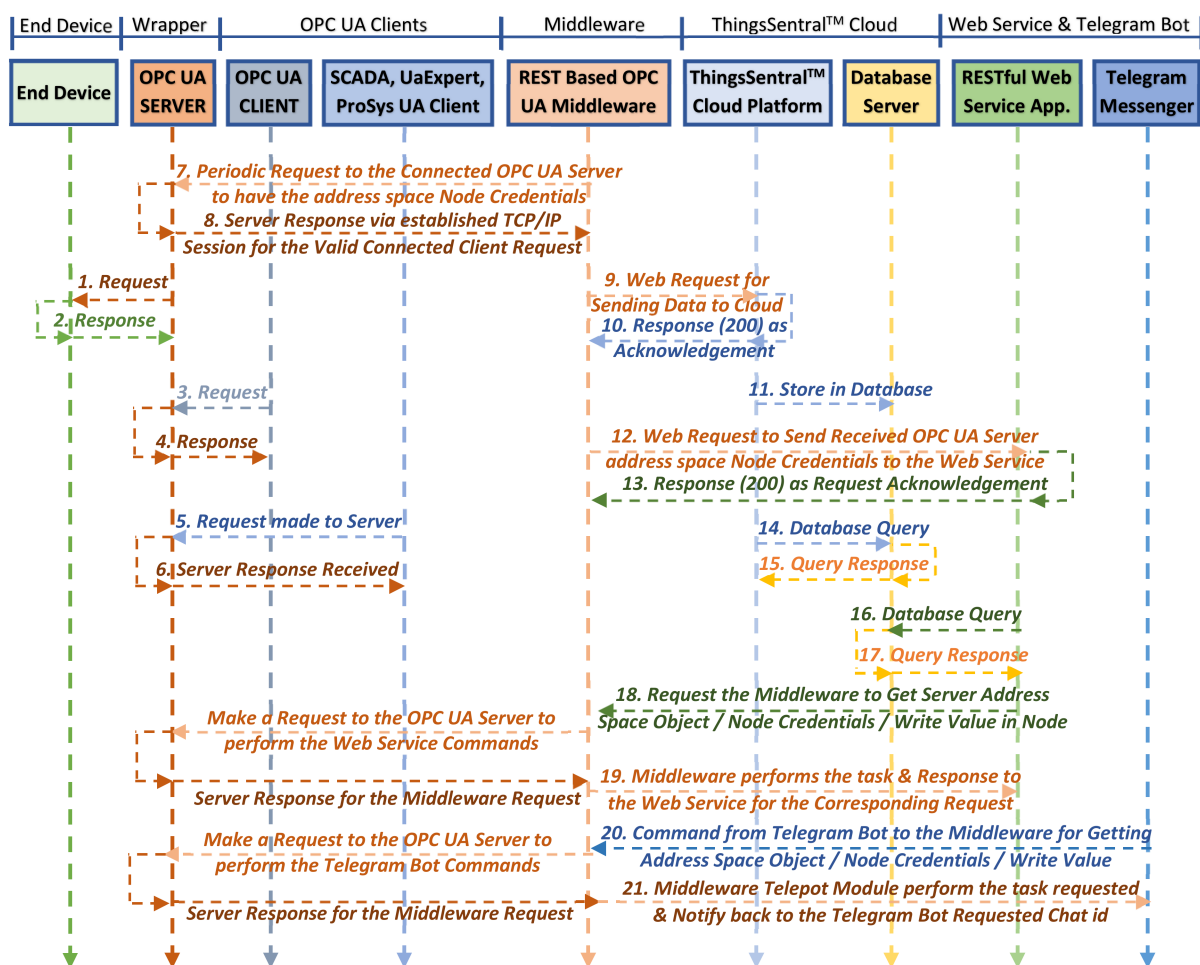 End Device
Wrapper
OPC UA Clients
Middleware
ThingsSentral™ Cloud
Web Service & Telegram Bot
End Device
OPC UA
SERVER
OPC UA
CLIENT
SCADA, UaExpert,
ProSys UA Client
REST Based OPC
UA Middleware
ThingsSentral™
Cloud Platform
Database
Server
RESTful Web
Service App.
Telegram
Messenger
7. Periodic Request to the Connected OPC UA Server
to have the address space Node Credentials
8. Server Response via established TCP/IP
Session for the Valid Connected Client Request
1. Request
2. Response
9. Web Request for
Sending Data to Cloud
10. Response (200) as
Acknowledgement
3. Request
4. Response
11. Store in Database
12. Web Request to Send Received OPC UA Server
address space Node Credentials to the Web Service
13. Response (200) as Request Acknowledgement
5. Request made to Server
6. Server Response Received
14. Database Query
15. Query Response
16. Database Query
17. Query Response
18. Request the Middleware to Get Server Address
Space Object / Node Credentials / Write Value in Node
Make a Request to the OPC UA Server to
perform the Web Service Commands
Server Response for the Middleware Request
19. Middleware performs the task & Response to
the Web Service for the Corresponding Request
20. Command from Telegram Bot to the Middleware for Getting
Address Space Object / Node Credentials / Write Value
Make a Request to the OPC UA Server to
perform the Telegram Bot Commands
Server Response for the Middleware Request
21. Middleware Telepot Module perform the task requested
& Notify back to the Telegram Bot Requested Chat id